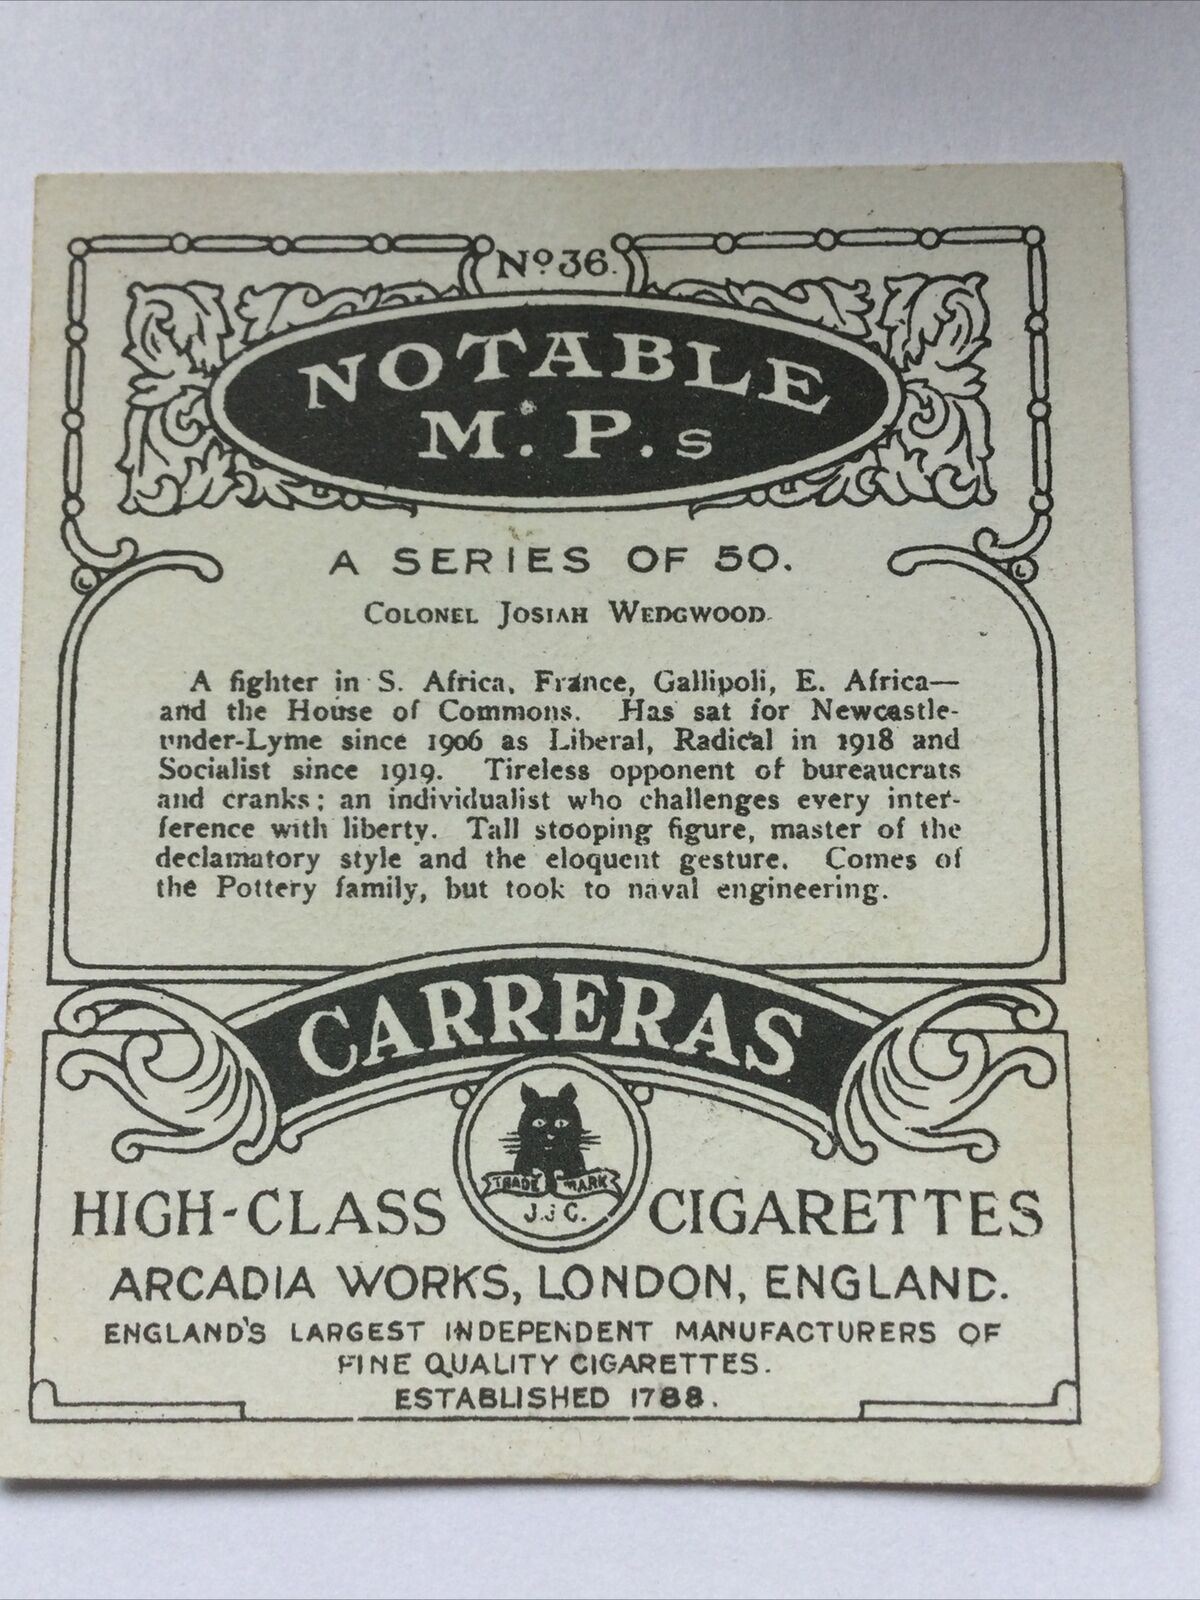 Nº 36.
NOTABLE
M.P.s
A SERIES OF 50.
COLONEL JOSIAH WEDGWOOD.
A fighter in S. Africa, France, Gallipoli, E. Africa—
and the House of Commons. Has sat for Newcastle-
under-Lyme since 1906 as Liberal, Radical in 1918 and
Socialist since 1919. Tireless opponent of bureaucrats
and cranks; an individualist who challenges every inter-
ference with liberty. Tall stooping figure, master of the
declamatory style and the eloquent gesture. Comes of
the Pottery family, but took to naval engineering.
CARRERAS
TRADE MARK
J.J.C.
HIGH-CLASS CIGARETTES
ARCADIA WORKS, LONDON, ENGLAND.
ENGLAND'S LARGEST INDEPENDENT MANUFACTURERS OF
FINE QUALITY CIGARETTES.
ESTABLISHED 1788.